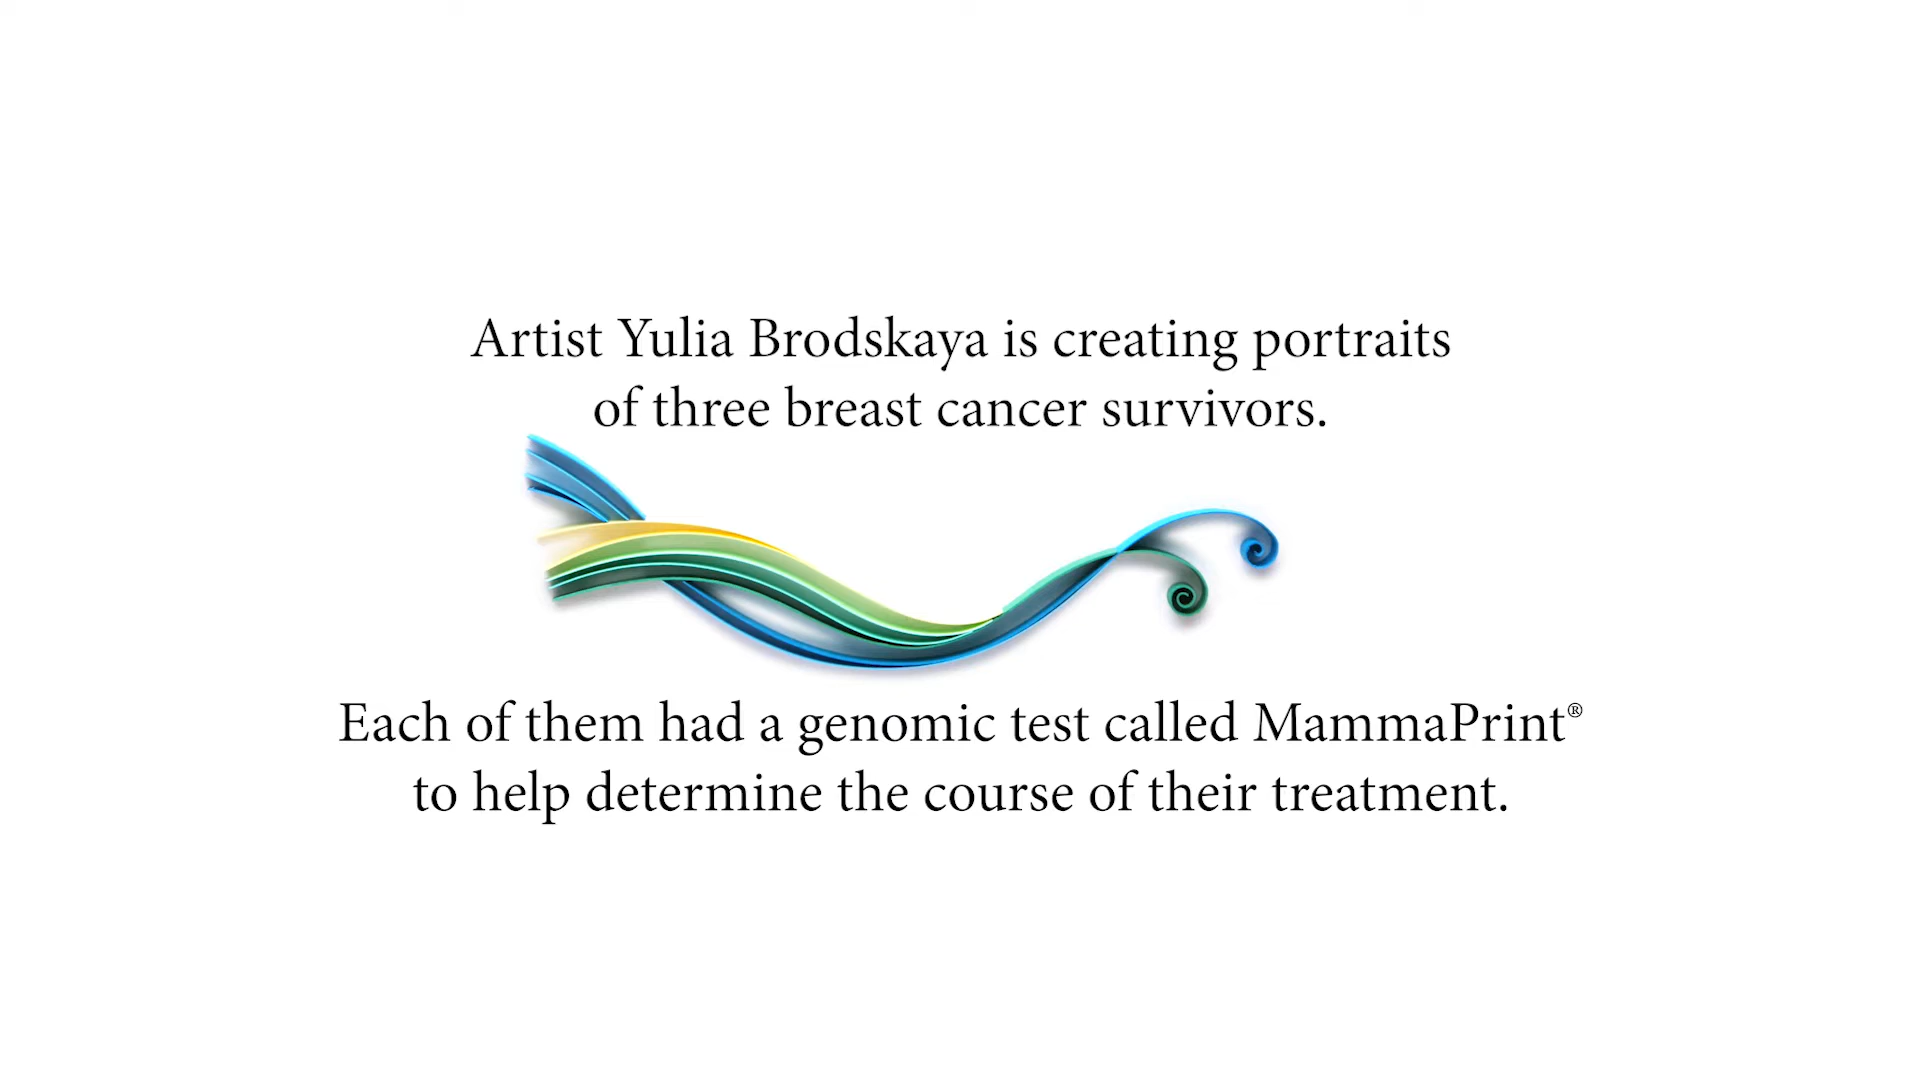 Artist Yulia Brodskaya is creating portraits
of three breast cancer survivors.
Each of them had a genomic test called MammaPrint®
to help determine the course of their treatment.